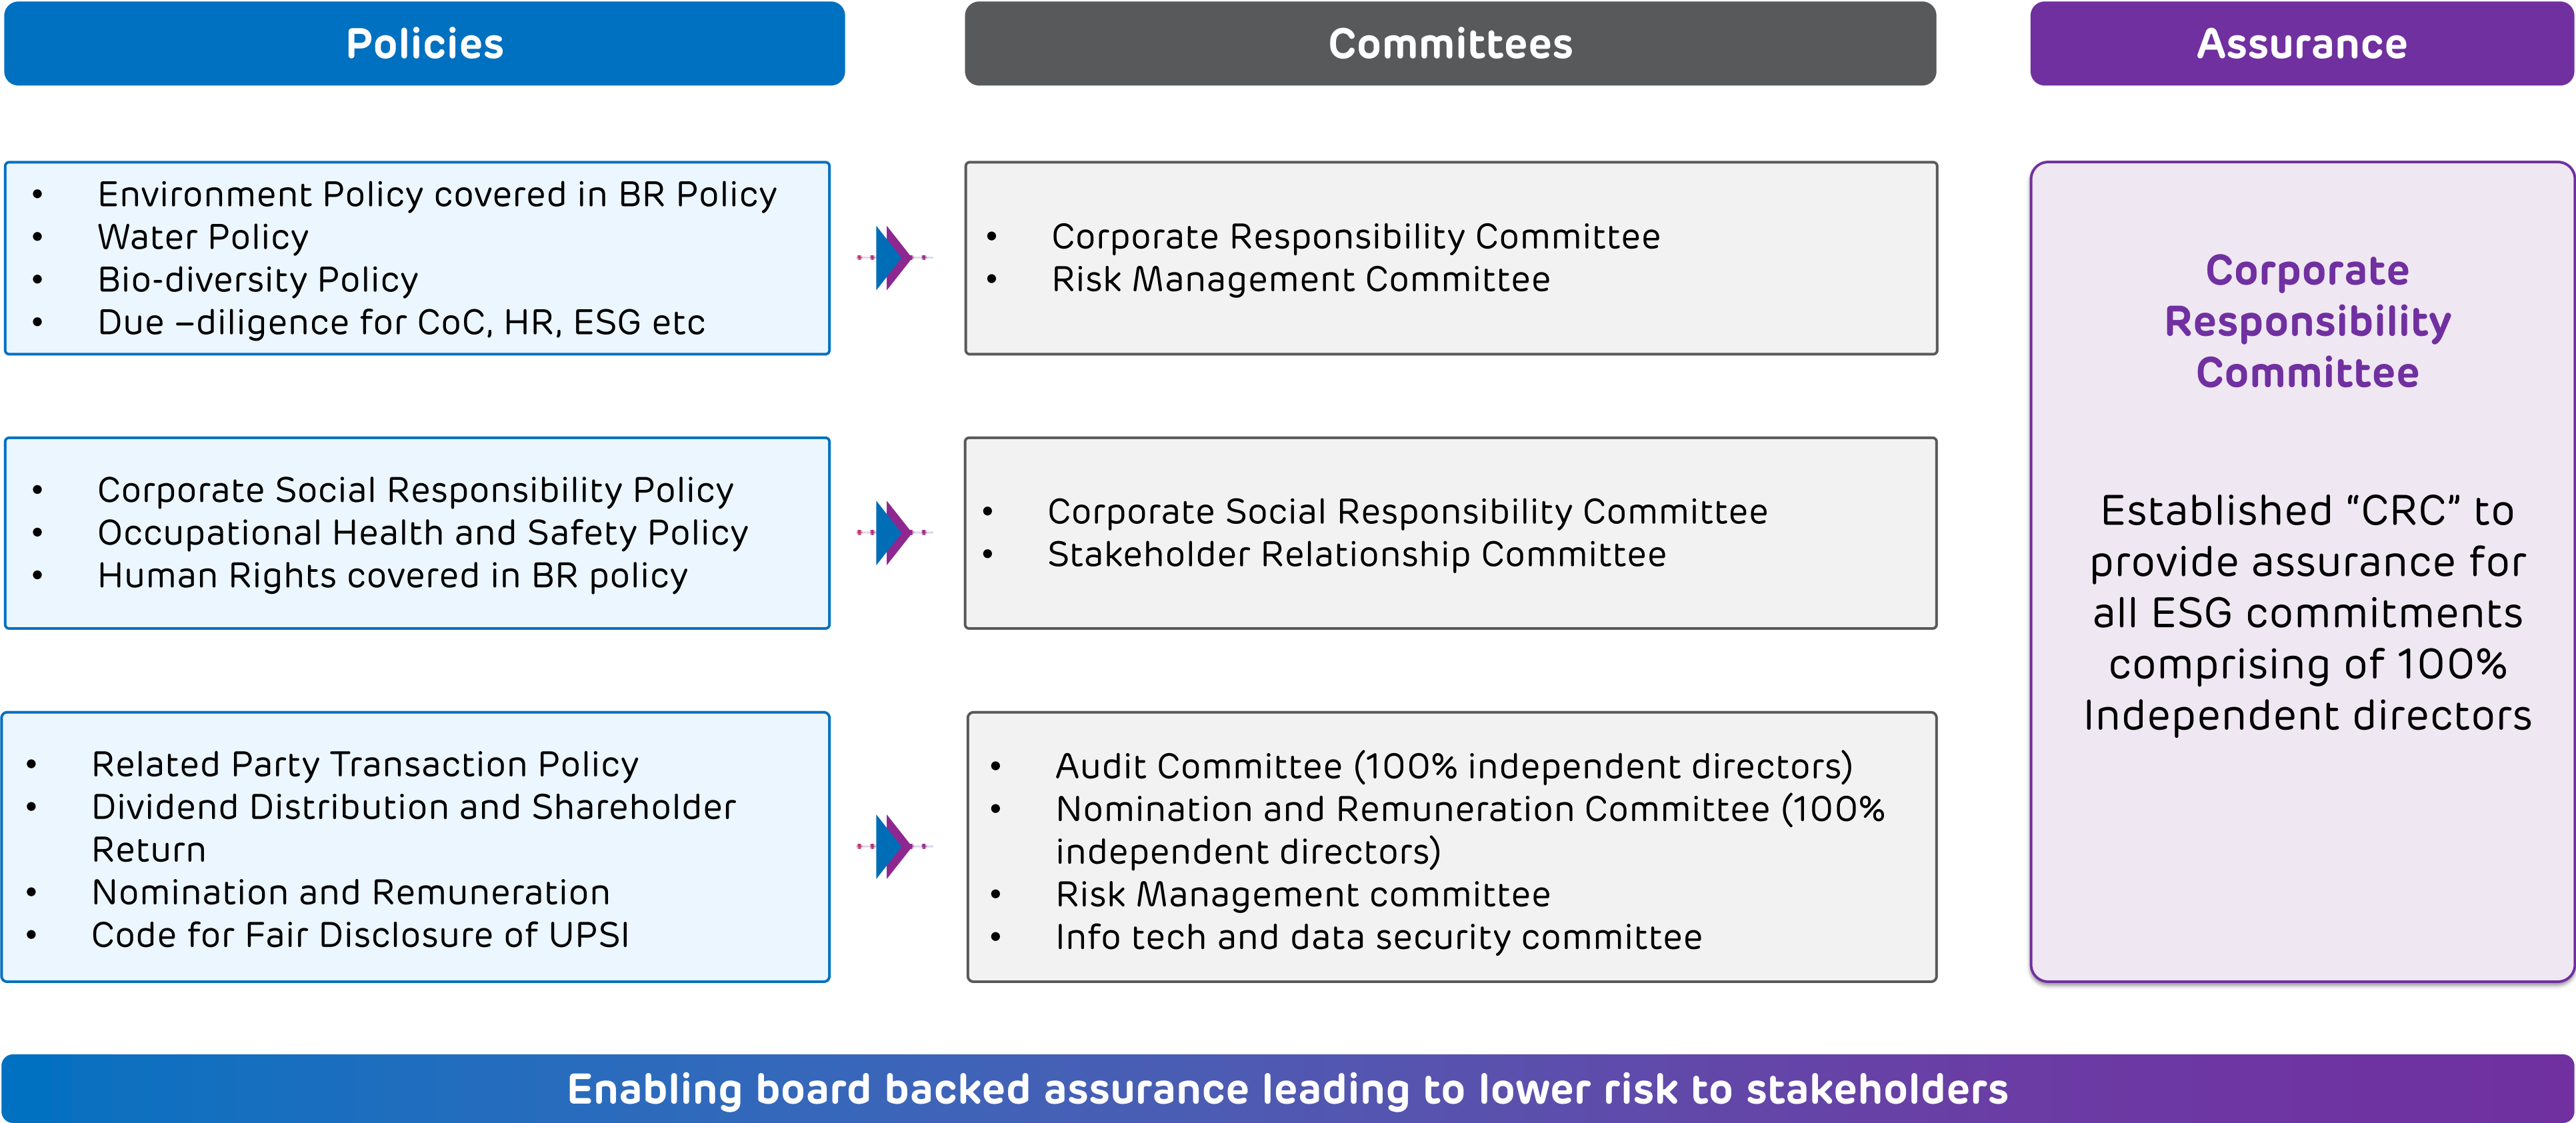 Policies
Committees
Assurance
• Environment Policy covered in BR Policy
• Water Policy
• Bio-diversity Policy
• Due –diligence for CoC, HR, ESG etc
• Corporate Responsibility Committee
• Risk Management Committee
• Corporate Social Responsibility Policy
• Occupational Health and Safety Policy
• Human Rights covered in BR policy
• Corporate Social Responsibility Committee
• Stakeholder Relationship Committee
• Related Party Transaction Policy
• Dividend Distribution and Shareholder
Return
• Nomination and Remuneration
• Code for Fair Disclosure of UPSI
• Audit Committee (100% independent directors)
• Nomination and Remuneration Committee (100%
independent directors)
• Risk Management committee
• Info tech and data security committee
Corporate
Responsibility
Committee
Established “CRC” to
provide assurance for
all ESG commitments
comprising of 100%
Independent directors
Enabling board backed assurance leading to lower risk to stakeholders